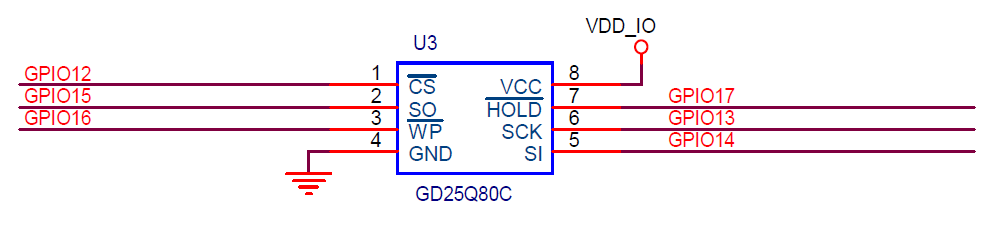 VDD_IO
U3
GPIO12 1 CS VCC 8
GPIO15 2 SO HOLD 7 GPIO17
GPIO16 3 WP SCK 6 GPIO13
4 GND SI 5 GPIO14
GD25Q80C